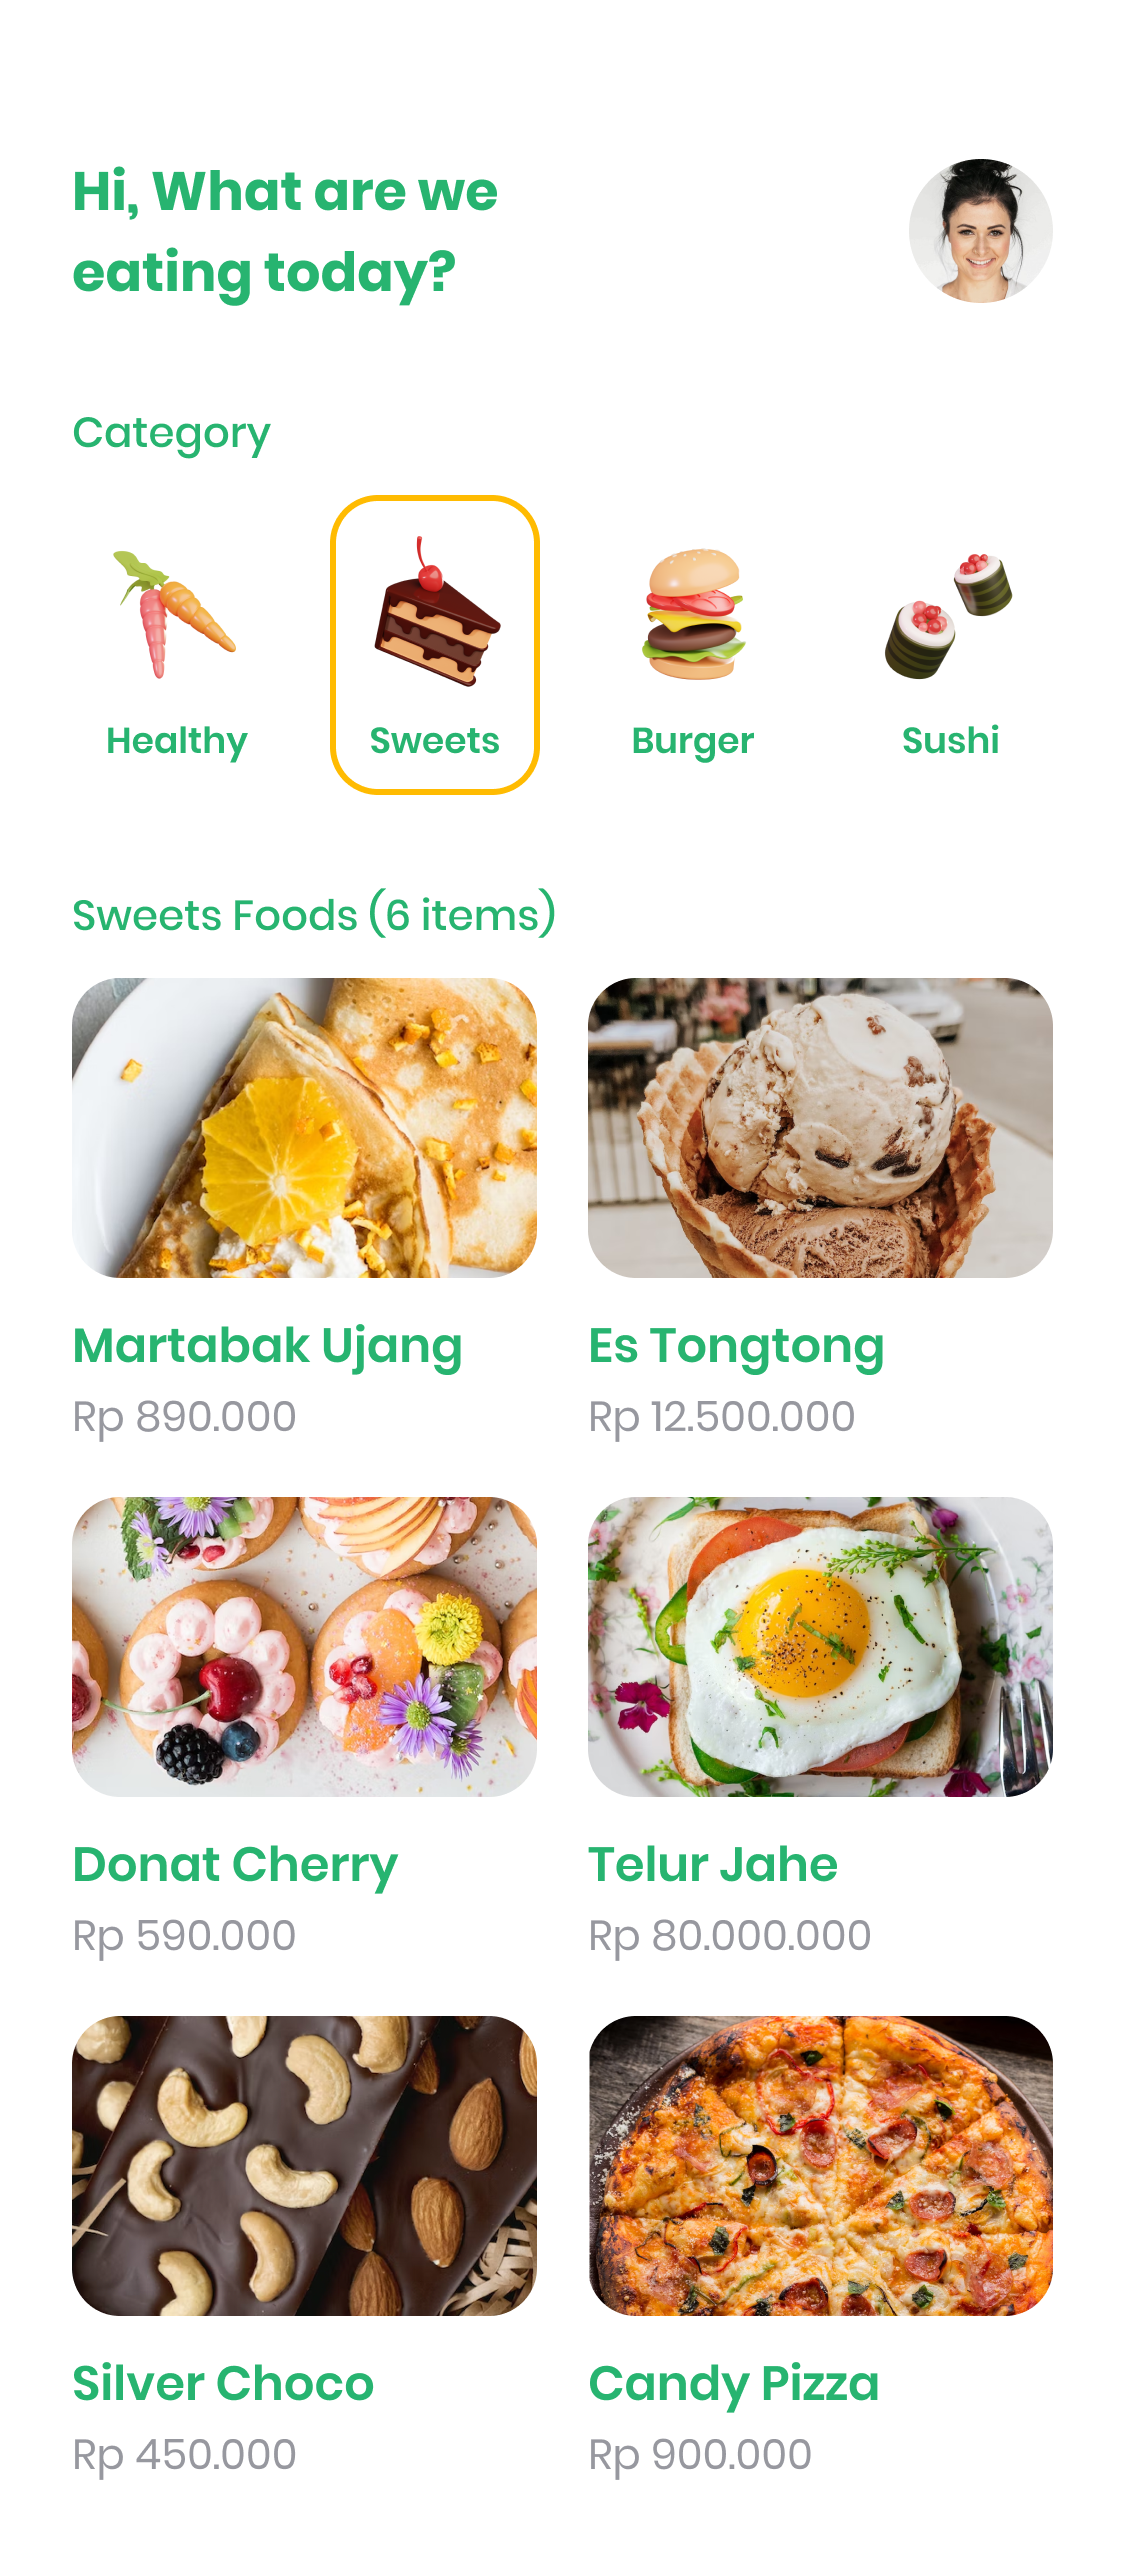 Hi, What are we
eating today?
Category
Healthy
Sweets
Burger
Sushi
Sweets Foods (6 items)
Martabak Ujang
Rp 890.000
Es Tongtong
Rp 12.500.000
Donat Cherry
Rp 590.000
Telur Jahe
Rp 80.000.000
Silver Choco
Rp 450.000
Candy Pizza
Rp 900.000